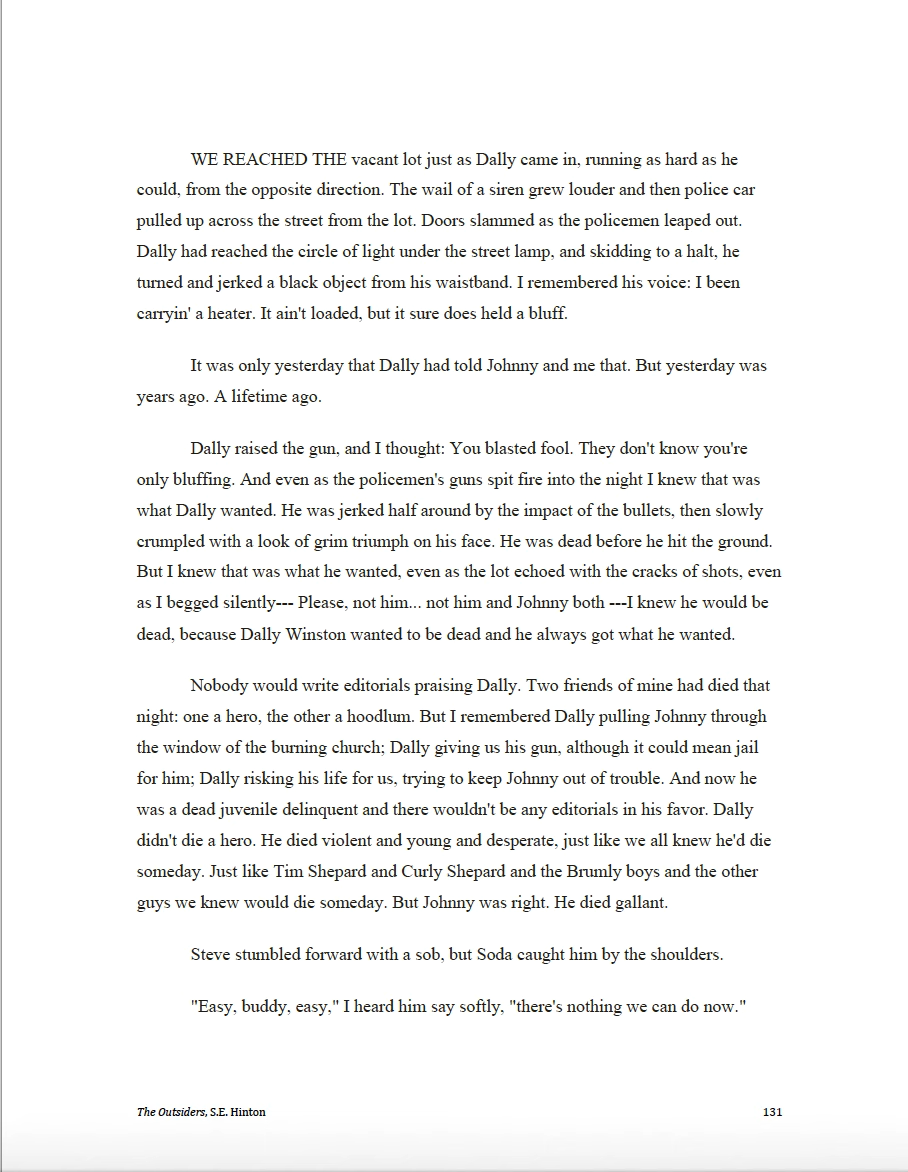 WE REACHED THE vacant lot just as Dally came in, running as hard as he
could, from the opposite direction. The wail of a siren grew louder and then police car
pulled up across the street from the lot. Doors slammed as the policemen leaped out.
Dally had reached the circle of light under the street lamp, and skidding to a halt, he
turned and jerked a black object from his waistband. I remembered his voice: I been
carryin' a heater. It ain't loaded, but it sure does held a bluff.
It was only yesterday that Dally had told Johnny and me that. But yesterday was
years ago. A lifetime ago.
Dally raised the gun, and I thought: You blasted fool. They don't know you're
only bluffing. And even as the policemen's guns spit fire into the night I knew that was
what Dally wanted. He was jerked half around by the impact of the bullets, then slowly
crumpled with a look of grim triumph on his face. He was dead before he hit the ground.
But I knew that was what he wanted, even as the lot echoed with the cracks of shots, even
as I begged silently--- Please, not him... not him and Johnny both ---I knew he would be
dead, because Dally Winston wanted to be dead and he always got what he wanted.
Nobody would write editorials praising Dally. Two friends of mine had died that
night: one a hero, the other a hoodlum. But I remembered Dally pulling Johnny through
the window of the burning church; Dally giving us his gun, although it could mean jail
for him; Dally risking his life for us, trying to keep Johnny out of trouble. And now he
was a dead juvenile delinquent and there wouldn't be any editorials in his favor. Dally
didn't die a hero. He died violent and young and desperate, just like we all knew he'd die
someday. Just like Tim Shepard and Curly Shepard and the Brumly boys and the other
guys we knew would die someday. But Johnny was right. He died gallant.
Steve stumbled forward with a sob, but Soda caught him by the shoulders.
"Easy, buddy, easy," I heard him say softly, "there's nothing we can do now."
The Outsiders, S.E. Hinton 131